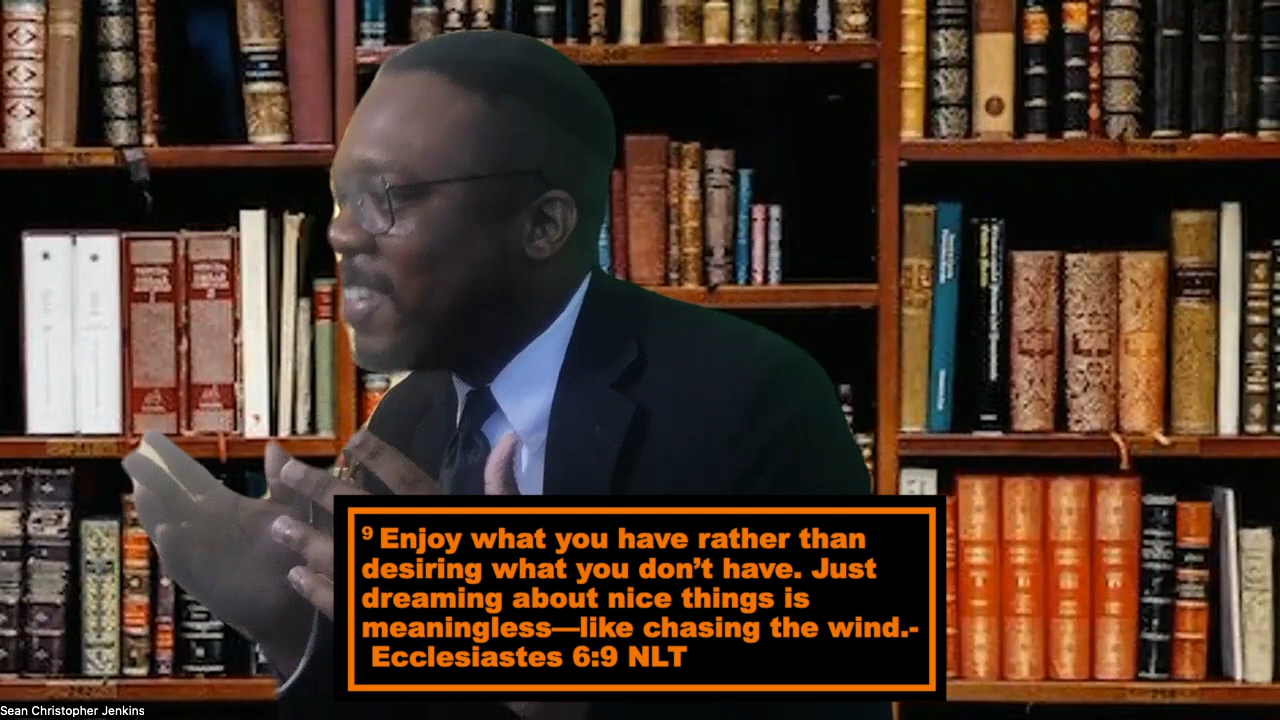 ⁹ Enjoy what you have rather than
desiring what you don’t have. Just
dreaming about nice things is
meaningless—like chasing the wind.-
Ecclesiastes 6:9 NLT
Sean Christopher Jenkins